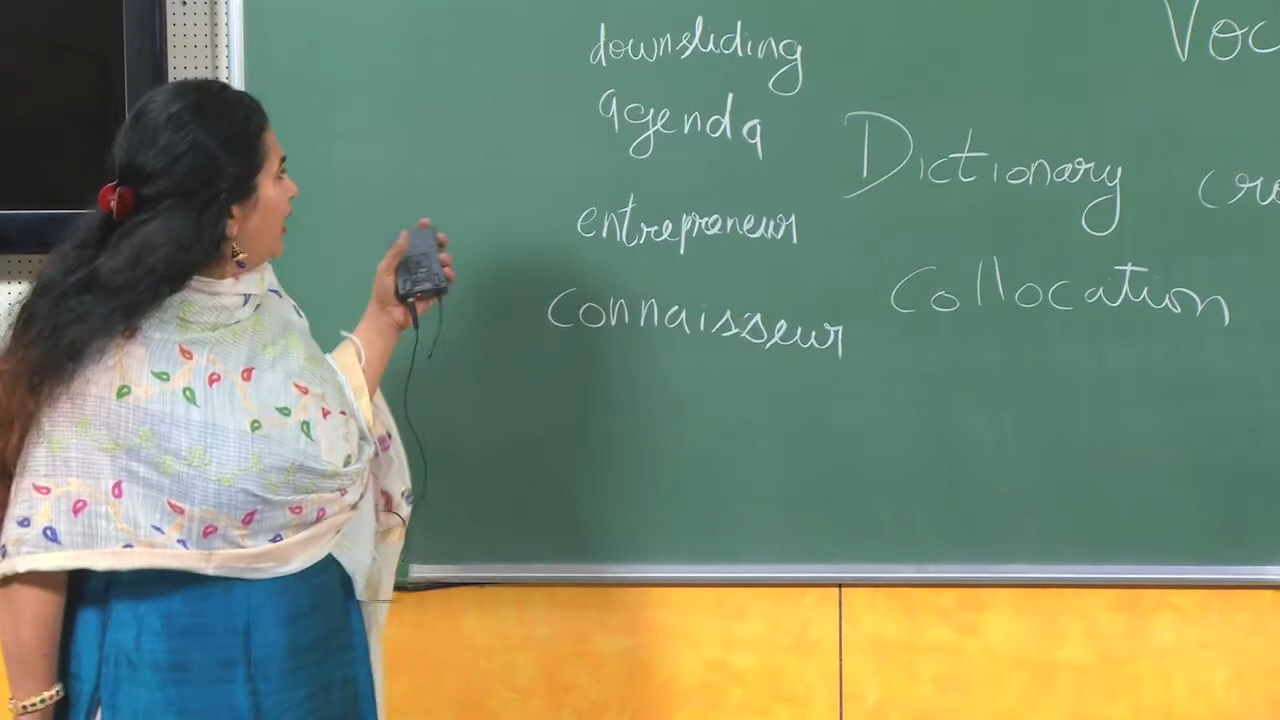 downsliding
agenda
entrepreneur
connaisseur
Voc
Dictionary
Collocation